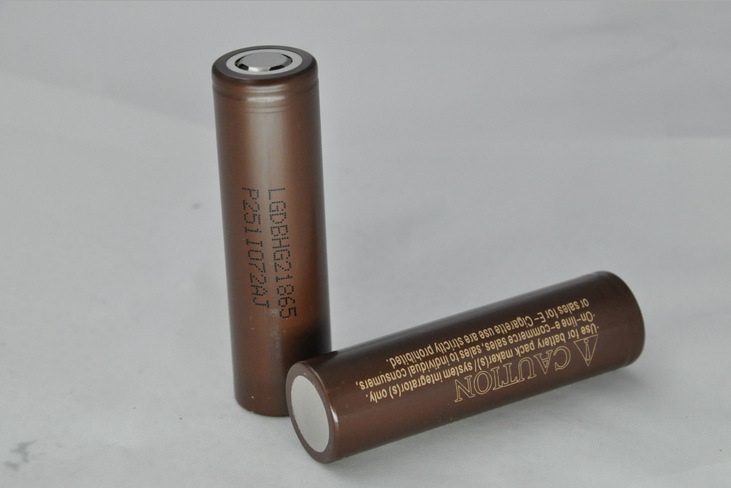 LGDBHG21865
P251I072AJ
⚠ CAUTION
·Use for battery pack maker(s)/system integrator(s) only.
·On-line e-commerce sales, sales to individual consumers,
or sales for E-Cigarette use are strictly prohibited.